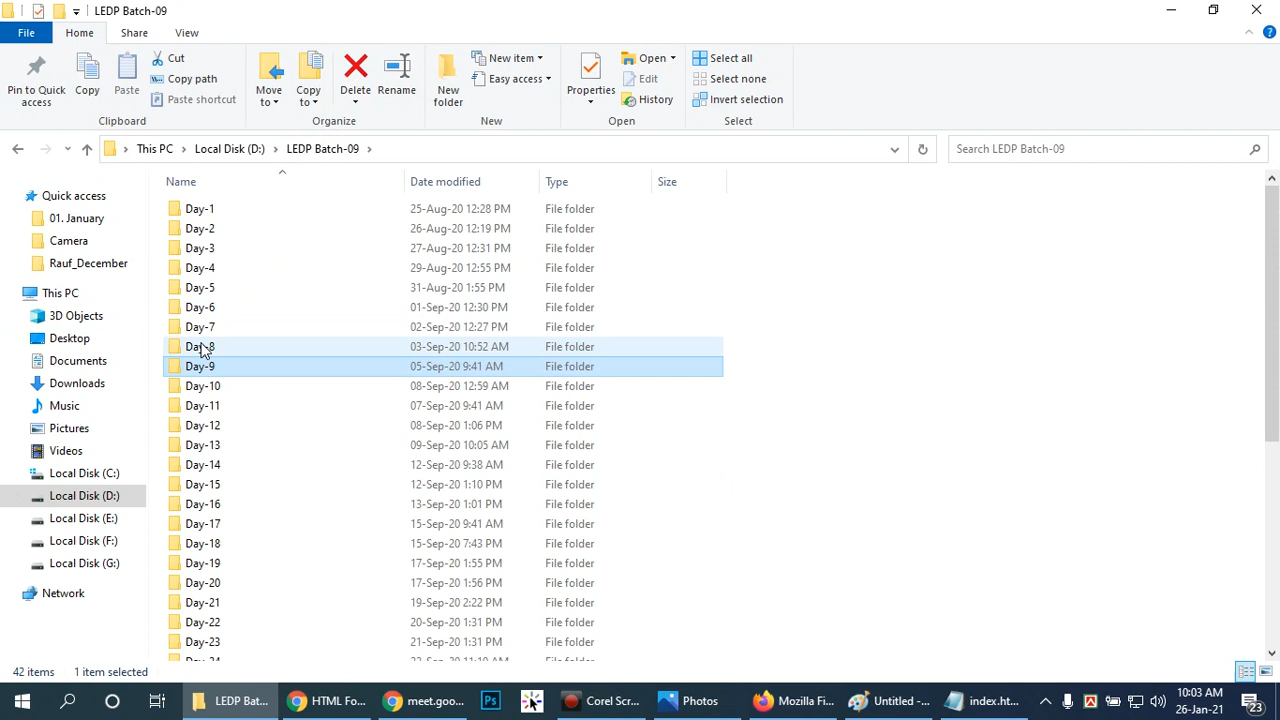 LEDP Batch-09
File Home Share View
Pin to Quick access
Copy
Paste
Cut
Copy path
Paste shortcut
Clipboard
Move to
Copy to
Delete
Rename
Organize
New folder
New item
Easy access
New
Properties
Open
Edit
History
Open
Select all
Select none
Invert selection
Select
This PC Local Disk (D:) LEDP Batch-09
Search LEDP Batch-09
Name Date modified Type Size
Quick access
01. January
Camera
Rauf_December
This PC
3D Objects
Desktop
Documents
Downloads
Music
Pictures
Videos
Local Disk (C:)
Local Disk (D:)
Local Disk (E:)
Local Disk (F:)
Local Disk (G:)
Network
Day-1 25-Aug-20 12:28 PM File folder
Day-2 26-Aug-20 12:19 PM File folder
Day-3 27-Aug-20 12:31 PM File folder
Day-4 29-Aug-20 12:55 PM File folder
Day-5 31-Aug-20 1:55 PM File folder
Day-6 01-Sep-20 12:30 PM File folder
Day-7 02-Sep-20 12:27 PM File folder
Day-8 03-Sep-20 10:52 AM File folder
Day-9 05-Sep-20 9:41 AM File folder
Day-10 08-Sep-20 12:59 AM File folder
Day-11 07-Sep-20 9:41 AM File folder
Day-12 08-Sep-20 1:06 PM File folder
Day-13 09-Sep-20 10:05 AM File folder
Day-14 12-Sep-20 9:38 AM File folder
Day-15 12-Sep-20 1:10 PM File folder
Day-16 13-Sep-20 1:01 PM File folder
Day-17 15-Sep-20 9:41 AM File folder
Day-18 15-Sep-20 7:43 PM File folder
Day-19 17-Sep-20 1:55 PM File folder
Day-20 17-Sep-20 1:56 PM File folder
Day-21 19-Sep-20 2:22 PM File folder
Day-22 20-Sep-20 1:31 PM File folder
Day-23 21-Sep-20 1:31 PM File folder
42 items 1 item selected
LEDP Bat... HTML Fo... meet.goo... Ps Corel Scr... Photos Mozilla Fi... Untitled -... index.ht...
10:03 AM
26-Jan-21
23